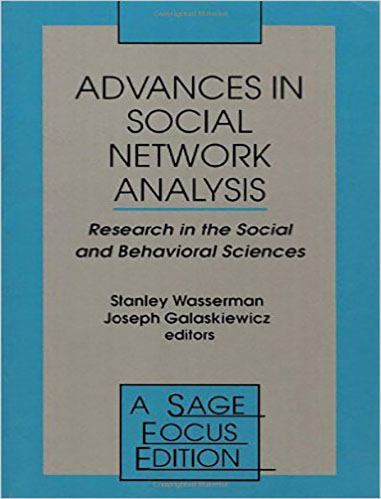 ADVANCES IN
SOCIAL
NETWORK
ANALYSIS
Research in the Social
and Behavioral Sciences
Stanley Wasserman
Joseph Galaskiewicz
editors
A SAGE
FOCUS
EDITION